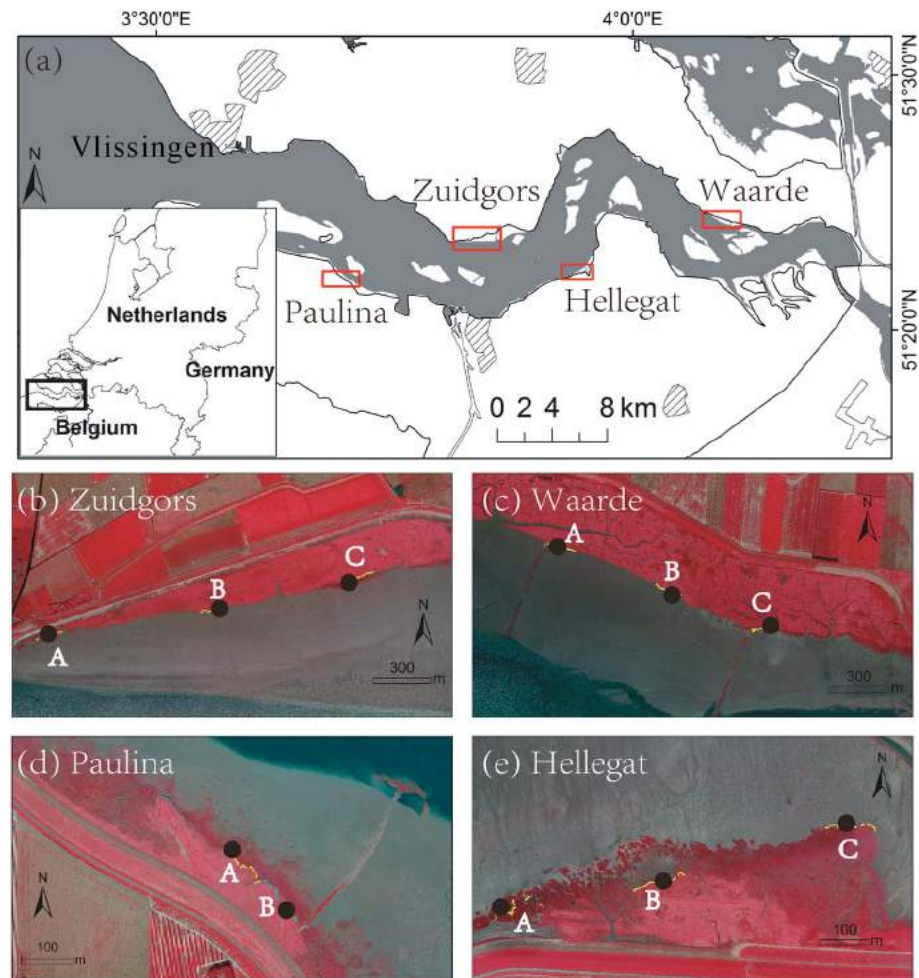 3°30'0"E
4°0'0"E
(a)
51°30'0"N
Vlissingen
N
Zuidgors
Waarde
Paulina
Hellegat
51°20'0"N
Netherlands
Germany
Belgium
0 2 4 8 km
(b) Zuidgors
A
B
C
N
300
m
(c) Waarde
A
B
C
N
300
m
(d) Paulina
A
B
N
100
m
(e) Hellegat
A
B
C
N
100
m